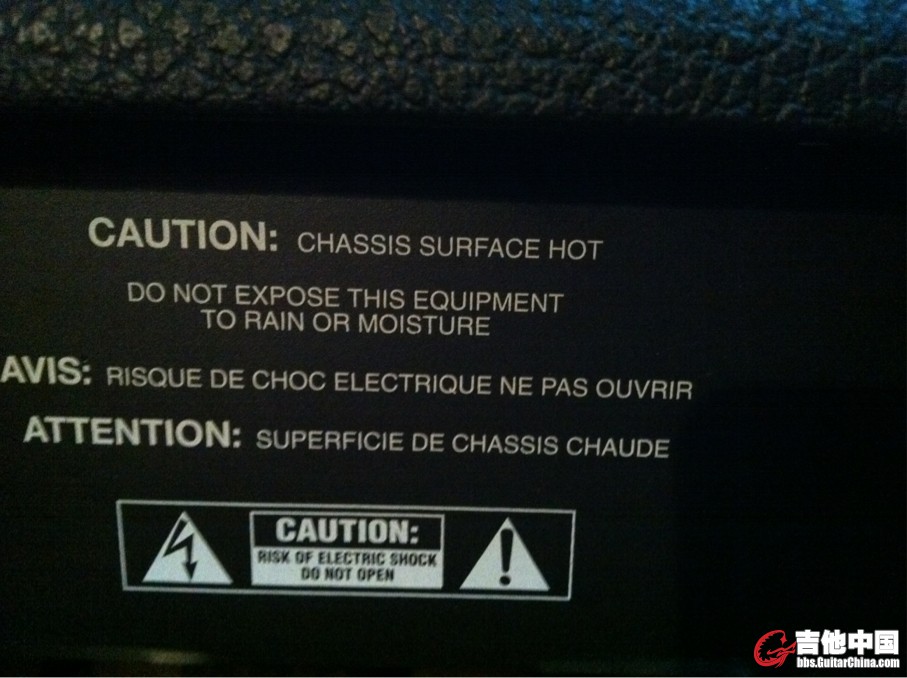 CAUTION: CHASSIS SURFACE HOT
DO NOT EXPOSE THIS EQUIPMENT
TO RAIN OR MOISTURE
AVIS: RISQUE DE CHOC ELECTRIQUE NE PAS OUVRIR
ATTENTION: SUPERFICIE DE CHASSIS CHAUDE
CAUTION:
RISK OF ELECTRIC SHOCK
DO NOT OPEN
吉他中国
bbs.GuitarChina.com